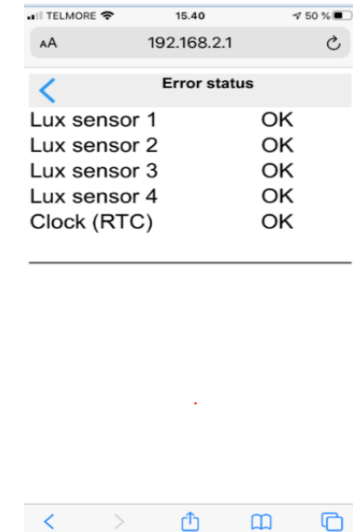 TELMORE 15.40 50 %
AA 192.168.2.1
Error status
Lux sensor 1 OK
Lux sensor 2 OK
Lux sensor 3 OK
Lux sensor 4 OK
Clock (RTC) OK